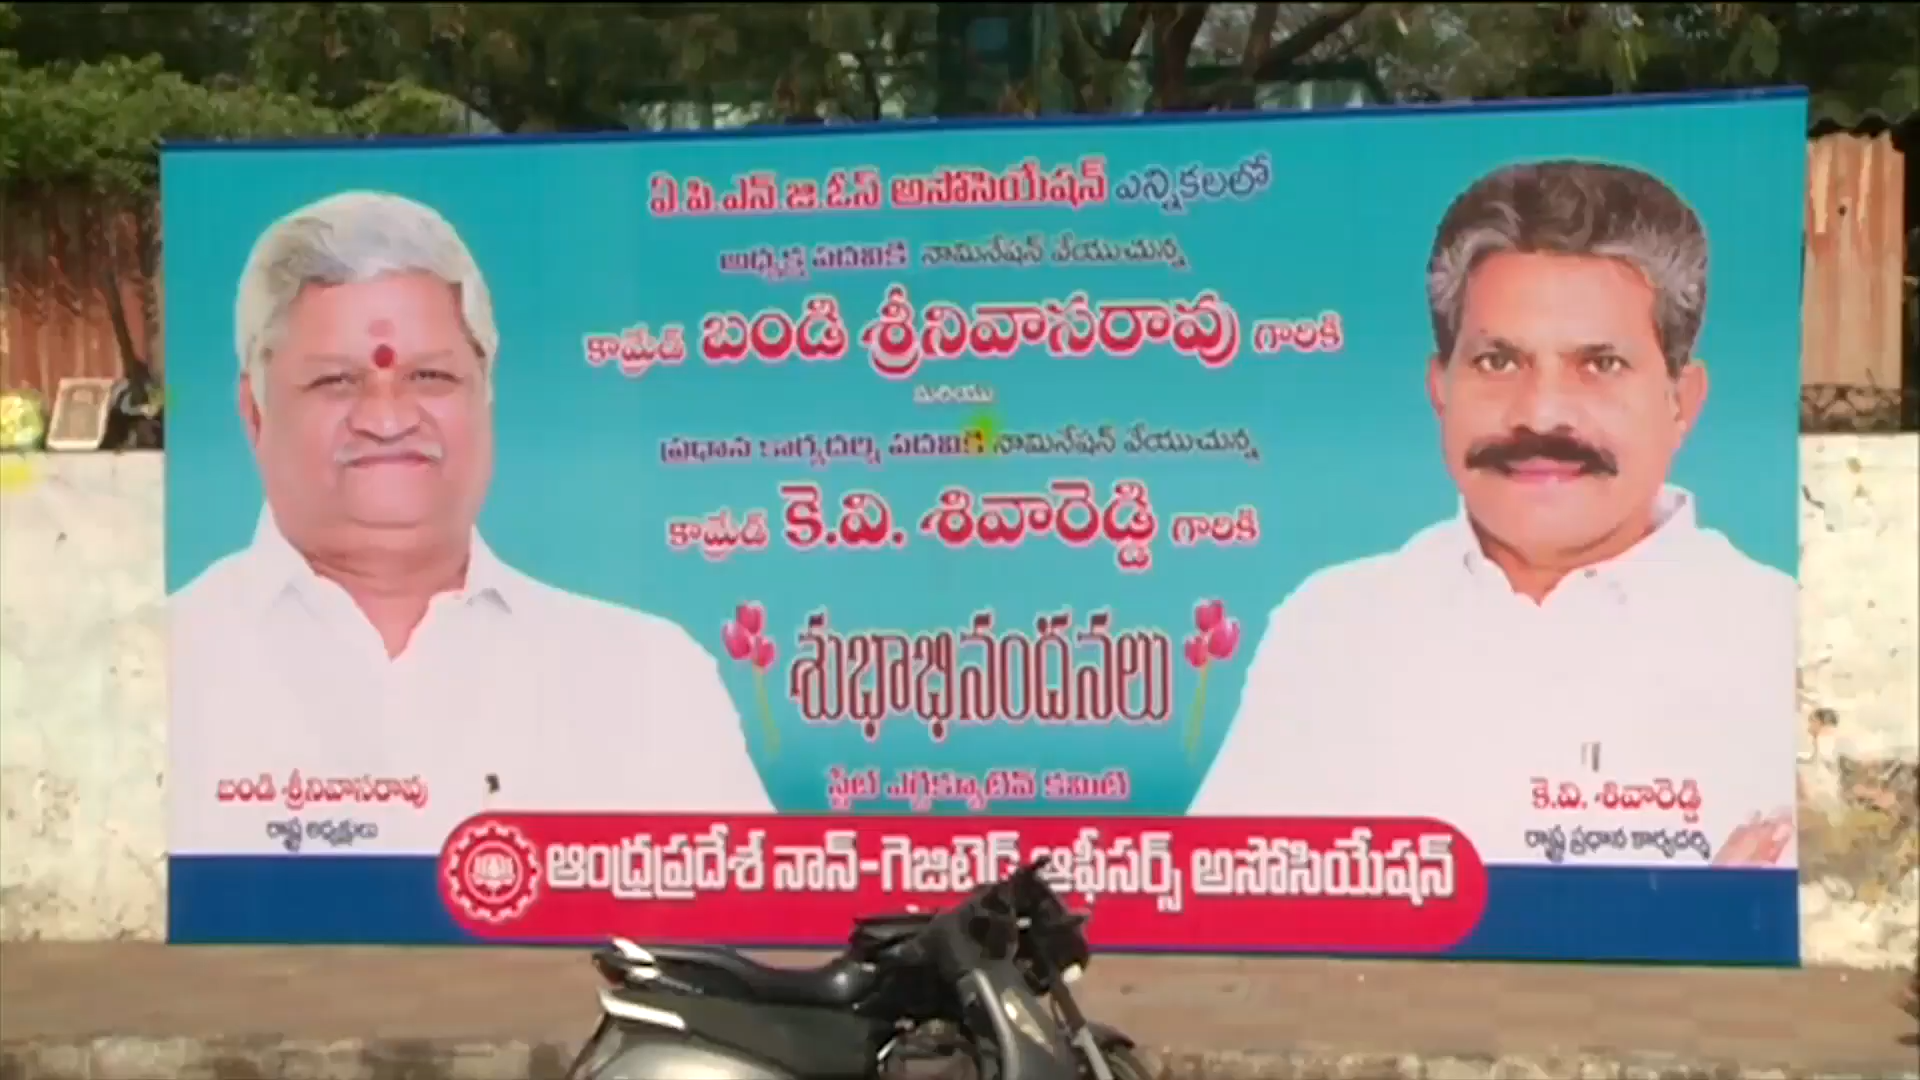 ఏ.పి.ఎన్.జి.ఓస్ అసోసియేషన్ ఎన్నికలలో
అధ్యక్ష పదవికి నామినేషన్ వేయుచున్న
కామ్రేడ్ బండి శ్రీనివాసరావు గారికి
మరియు
ప్రధాన కార్యదర్శి పదవికి నామినేషన్ వేయుచున్న
కామ్రేడ్ కె.వి. శివారెడ్డి గారికి
శుభాభినందనలు
స్టేట్ ఎగ్జిక్యూటివ్ కమిటి
బండి శ్రీనివాసరావు
రాష్ట్ర అధ్యక్షులు
కె.వి. శివారెడ్డి
రాష్ట్ర ప్రధాన కార్యదర్శి
ఆంధ్రప్రదేశ్ నాన్-గెజిటెడ్ ఆఫీసర్స్ అసోసియేషన్